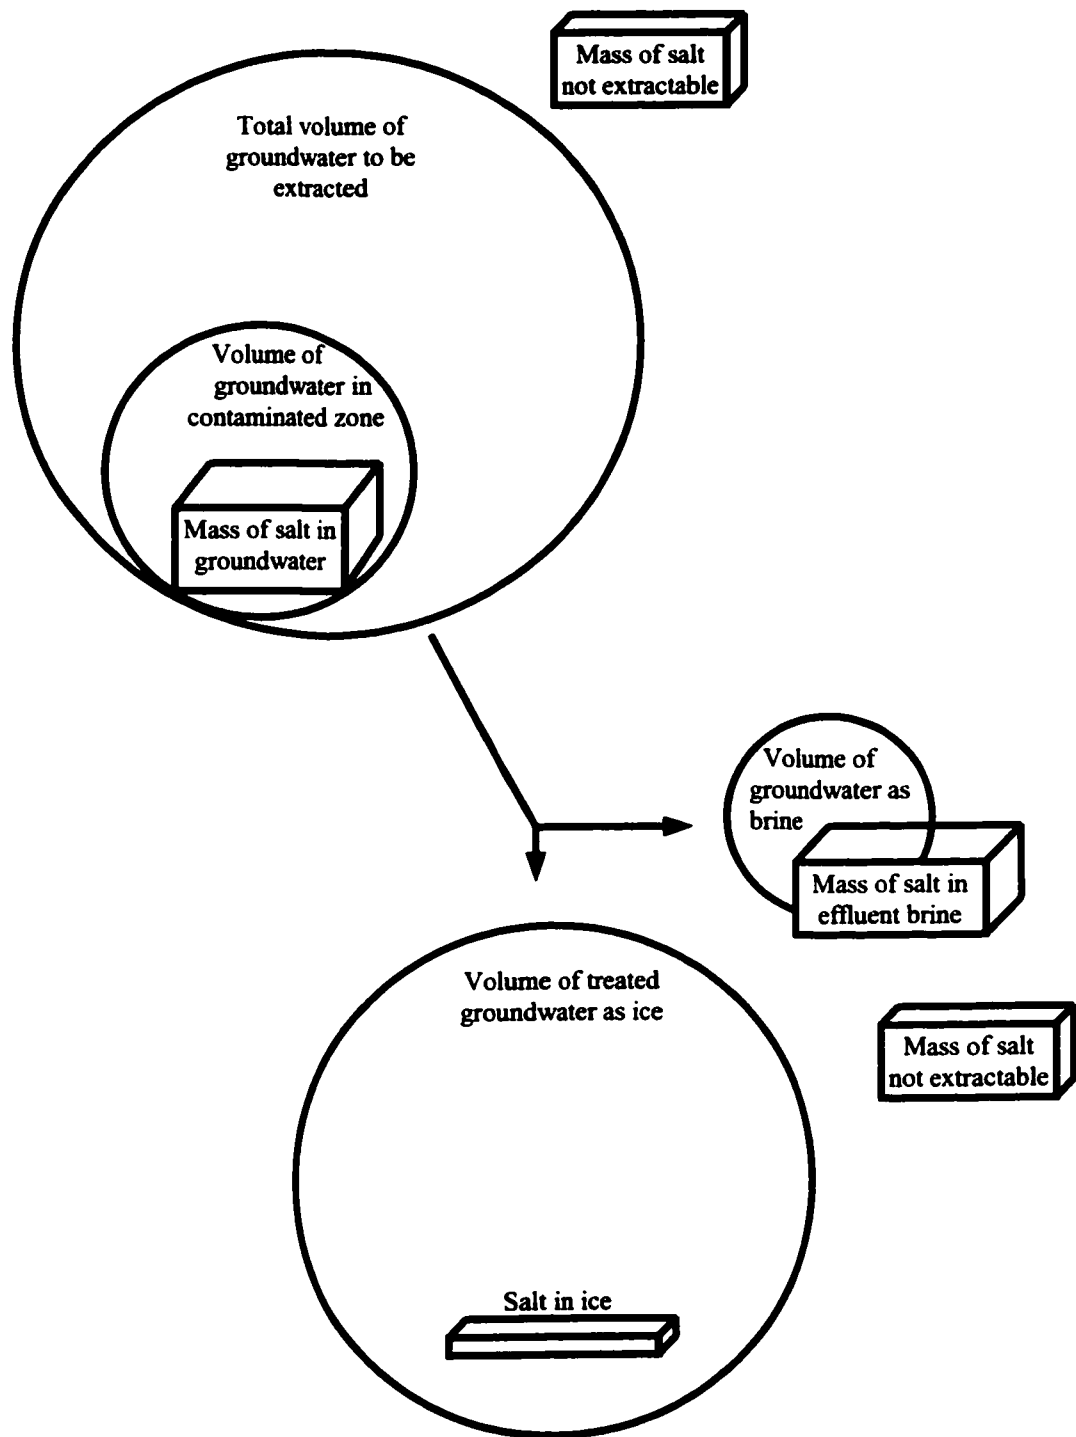 Mass of salt
not extractable
Total volume of
groundwater to be
extracted
Volume of
groundwater in
contaminated zone
Mass of salt in
groundwater
Volume of
groundwater as
brine
Mass of salt in
effluent brine
Volume of treated
groundwater as ice
Mass of salt
not extractable
Salt in ice